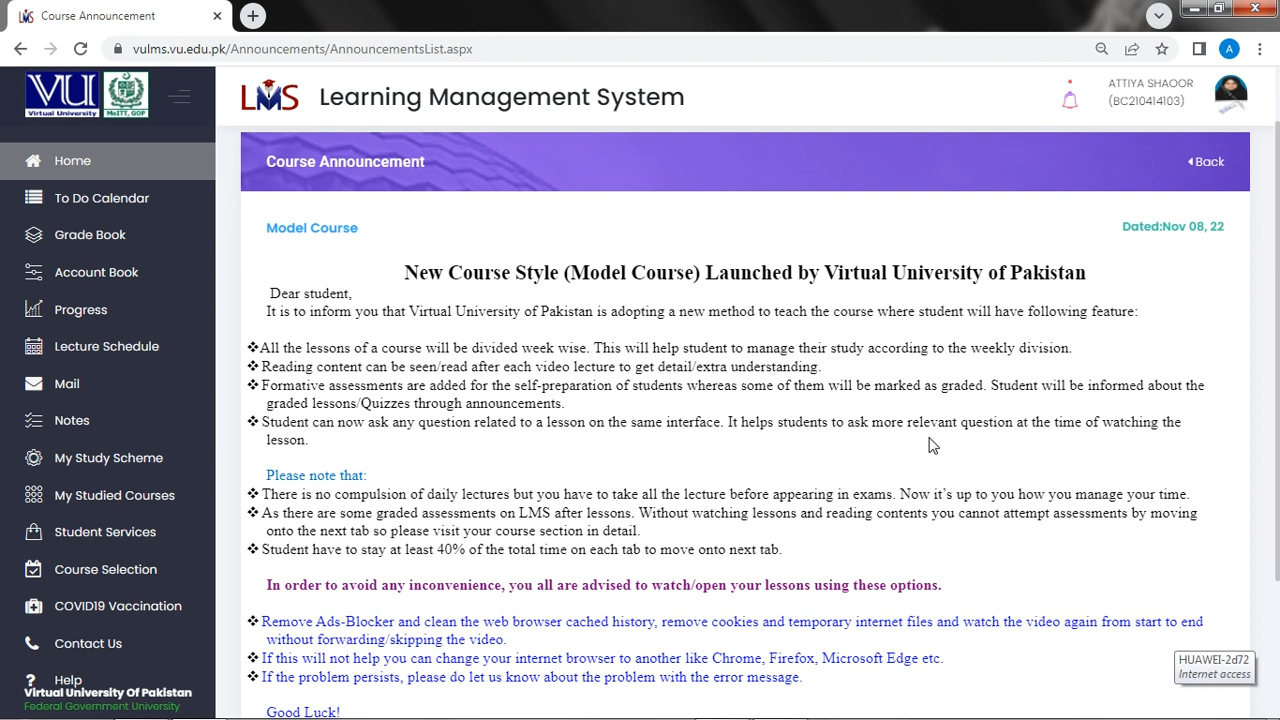 Course Announcement
vulms.vu.edu.pk/Announcements/AnnouncementsList.aspx
A
VU
Virtual University
MoITT, GOP
LMS
Learning Management System
ATTIYA SHAOOR
(BC210414103)
Home
To Do Calendar
Grade Book
Account Book
Progress
Lecture Schedule
Mail
Notes
My Study Scheme
My Studied Courses
Student Services
Course Selection
COVID19 Vaccination
Contact Us
Help
Virtual University Of Pakistan
Federal Government University
Course Announcement
Back
Model Course
Dated:Nov 08, 22
New Course Style (Model Course) Launched by Virtual University of Pakistan
Dear student,
It is to inform you that Virtual University of Pakistan is adopting a new method to teach the course where student will have following feature:
❖All the lessons of a course will be divided week wise. This will help student to manage their study according to the weekly division.
❖Reading content can be seen/read after each video lecture to get detail/extra understanding.
❖Formative assessments are added for the self-preparation of students whereas some of them will be marked as graded. Student will be informed about the
graded lessons/Quizzes through announcements.
❖Student can now ask any question related to a lesson on the same interface. It helps students to ask more relevant question at the time of watching the
lesson.
Please note that:
❖There is no compulsion of daily lectures but you have to take all the lecture before appearing in exams. Now it’s up to you how you manage your time.
❖As there are some graded assessments on LMS after lessons. Without watching lessons and reading contents you cannot attempt assessments by moving
onto the next tab so please visit your course section in detail.
❖Student have to stay at least 40% of the total time on each tab to move onto next tab.
In order to avoid any inconvenience, you all are advised to watch/open your lessons using these options.
❖Remove Ads-Blocker and clean the web browser cached history, remove cookies and temporary internet files and watch the video again from start to end
without forwarding/skipping the video.
❖If this will not help you can change your internet browser to another like Chrome, Firefox, Microsoft Edge etc.
❖If the problem persists, please do let us know about the problem with the error message.
Good Luck!
HUAWEI-2d72
Internet access